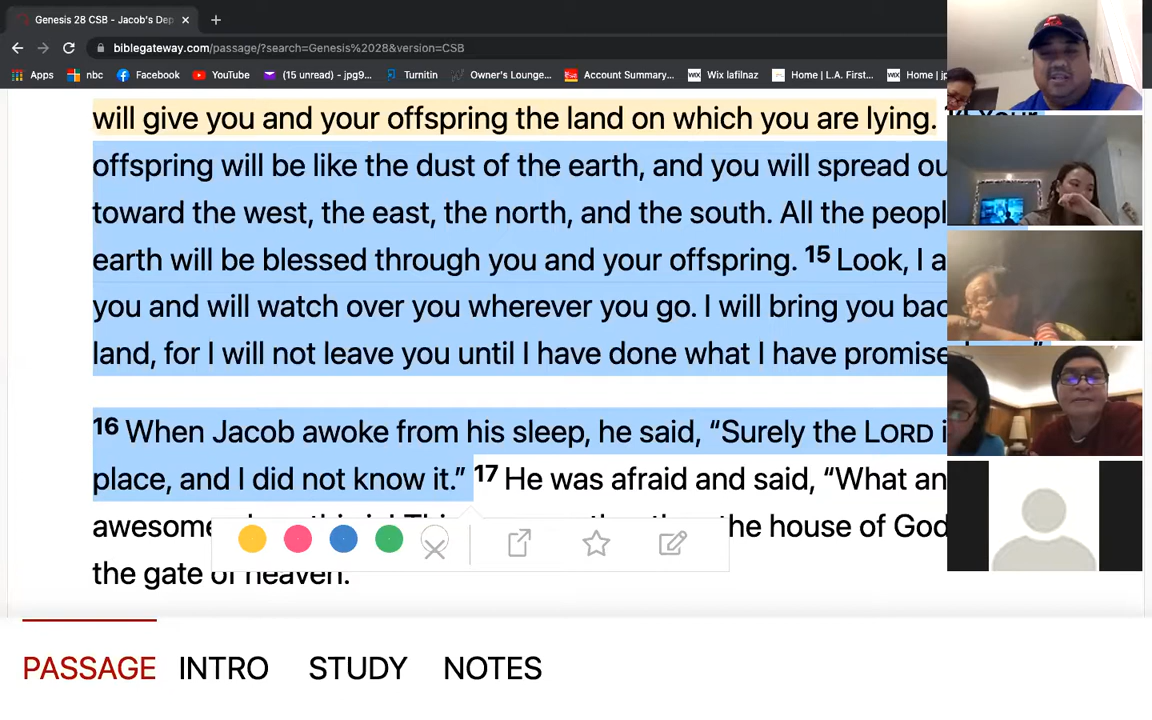 Genesis 28 CSB - Jacob's Dep
biblegateway.com/passage/?search=Genesis%2028&version=CSB
Apps nbc Facebook YouTube (15 unread) - jpg9... Turnitin Owner's Loung... Account Summary... Wix lafilnaz Home | L.A. First... Home | jp
will give you and your offspring the land on which you are lying. 14 Your
offspring will be like the dust of the earth, and you will spread ou
toward the west, the east, the north, and the south. All the peopl
earth will be blessed through you and your offspring. 15 Look, I a
you and will watch over you wherever you go. I will bring you bac
land, for I will not leave you until I have done what I have promise
16 When Jacob awoke from his sleep, he said, “Surely the LORD i
place, and I did not know it.” 17 He was afraid and said, “What an
awesome the house of God
the gate of heaven.
PASSAGE INTRO STUDY NOTES